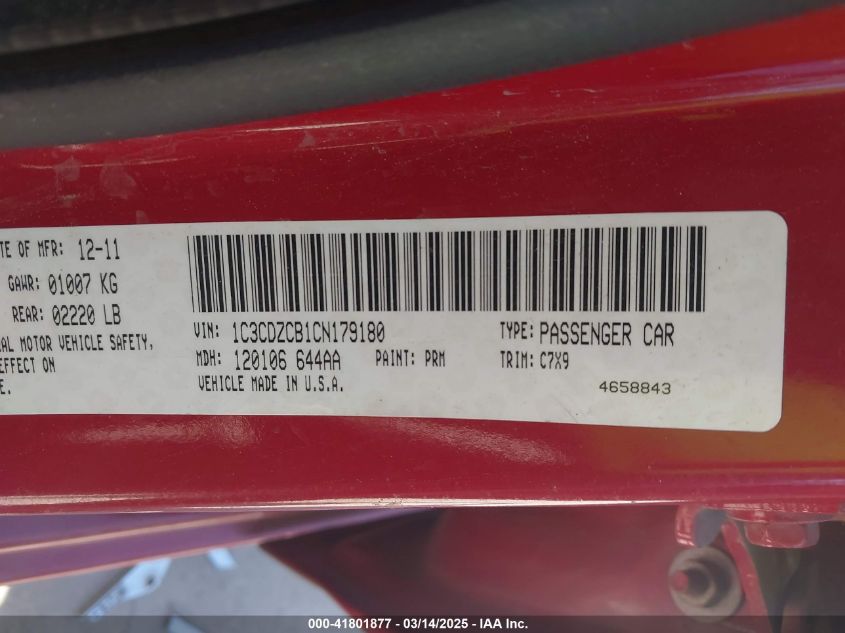 TE OF MFR: 12-11
GAWR: 01007 KG
REAR: 02220 LB
AL MOTOR VEHICLE SAFETY,
EFFECT ON
E.
VIN: 1C3CDZCB1CN179180 TYPE: PASSENGER CAR
MDH: 120106 644AA PAINT: PRM TRIM: C7X9
VEHICLE MADE IN U.S.A.
4658843
000-41801877 — 03/14/2025 — IAA Inc.